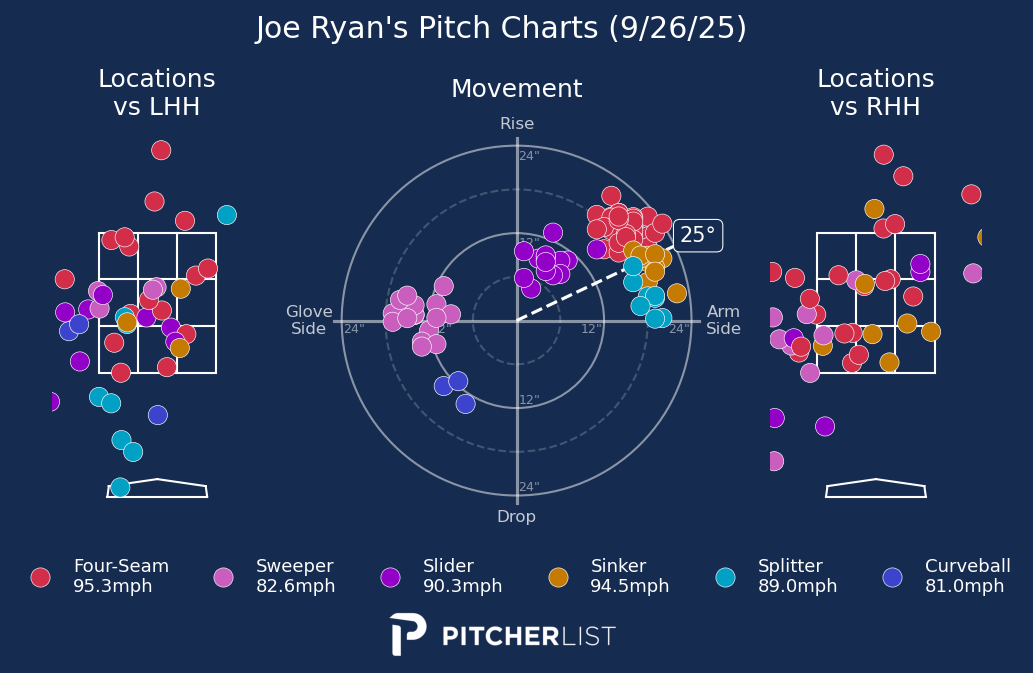 Joe Ryan's Pitch Charts (9/26/25)
Locations
vs LHH
Movement
Locations
vs RHH
Rise
24"
12"
25°
Glove
Side
24"
12"
24"
Arm
Side
12"
24"
Drop
Four-Seam
95.3mph
Sweeper
82.6mph
Slider
90.3mph
Sinker
94.5mph
Splitter
89.0mph
Curveball
81.0mph
PITCHERLIST